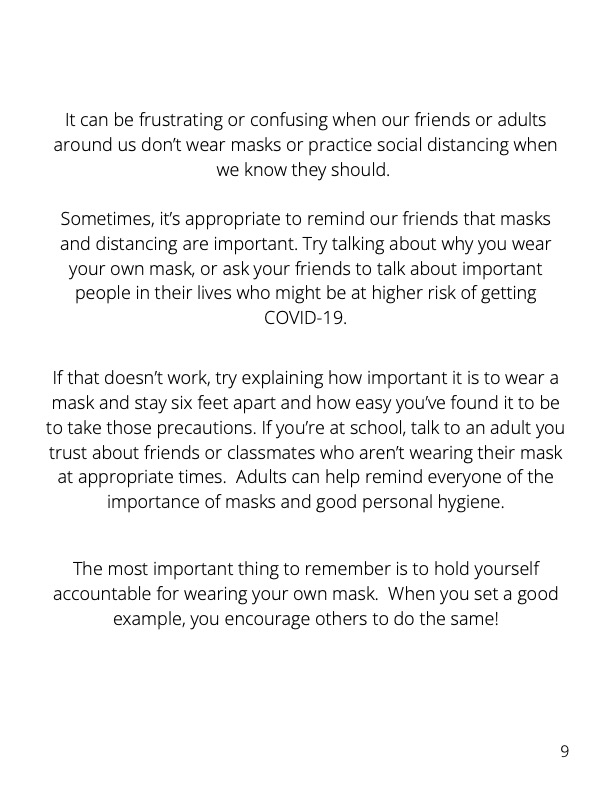 It can be frustrating or confusing when our friends or adults
around us don’t wear masks or practice social distancing when
we know they should.
Sometimes, it’s appropriate to remind our friends that masks
and distancing are important. Try talking about why you wear
your own mask, or ask your friends to talk about important
people in their lives who might be at higher risk of getting
COVID-19.
If that doesn’t work, try explaining how important it is to wear a
mask and stay six feet apart and how easy you’ve found it to be
to take those precautions. If you’re at school, talk to an adult you
trust about friends or classmates who aren’t wearing their mask
at appropriate times.  Adults can help remind everyone of the
importance of masks and good personal hygiene.
The most important thing to remember is to hold yourself
accountable for wearing your own mask.  When you set a good
example, you encourage others to do the same!
9